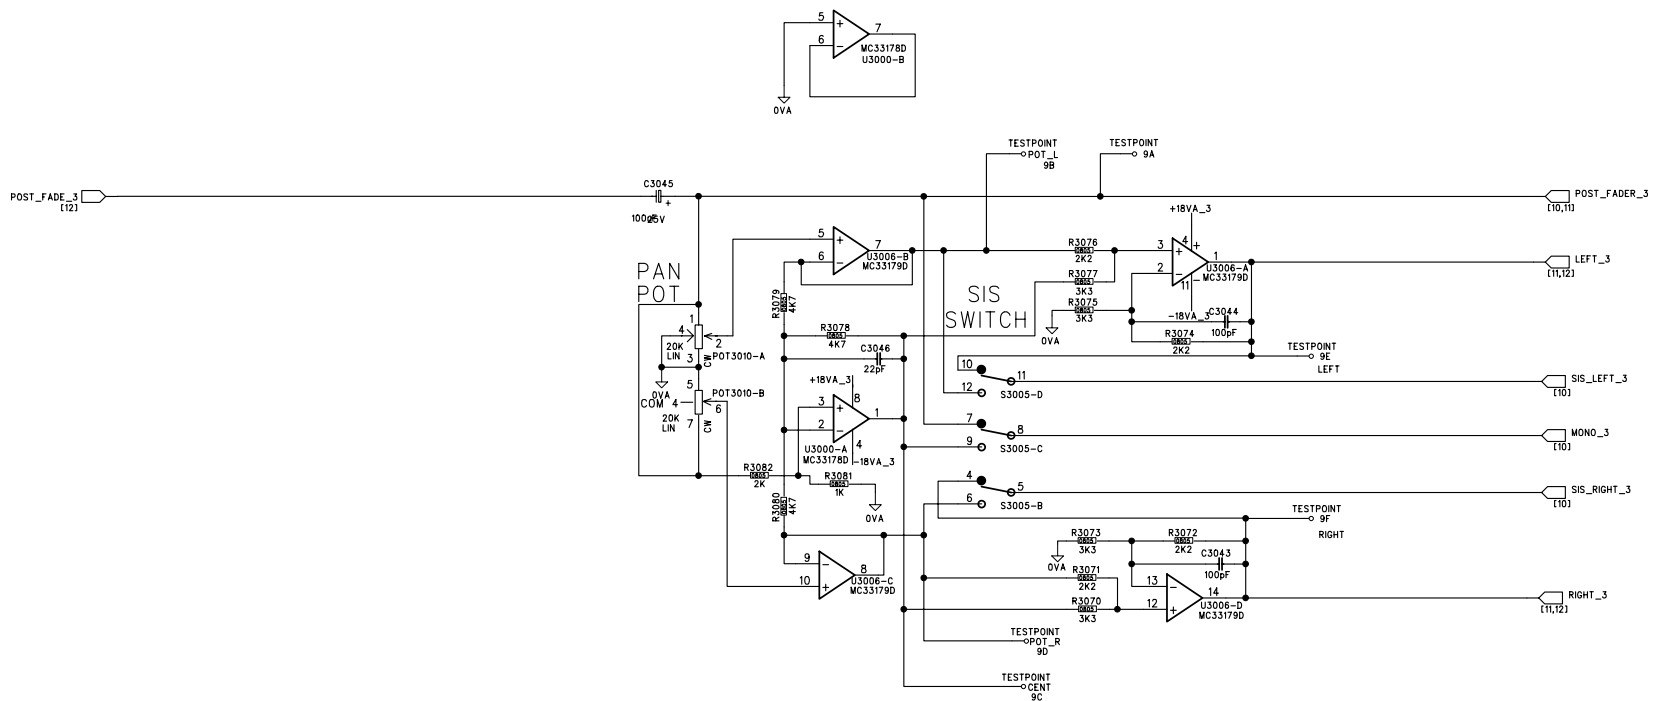 5
6
7
MC33178D
U3000-B
0VA
TESTPOINT
POT_L
9B
TESTPOINT
9A
POST_FADE_3
[12]
C3045
+
25V
POST_FADER_3
[10,11]
+18VA_3
5
6
7
U3006-B
MC33179D
R3076
2K2
R3077
3K3
R3075
3K3
0VA
3
2
4
1
11
U3006-A
MC33179D
-18VA_3
LEFT_3
[11,12]
PAN
POT
SIS
SWITCH
R3079
4K7
C3044
100pF
R3074
2K2
1
4
2
3
20K
LIN
CW
POT3010-A
R3078
4K7
C3046
22pF
TESTPOINT
9E
LEFT
0VA
5
COM 4
6
7
20K
LIN
CW
POT3010-B
+18VA_3
3
2
8
1
4
U3000-A
MC33178D
-18VA_3
10
12
11
S3005-D
SIS_LEFT_3
[10]
7
9
8
S3005-C
MONO_3
[10]
R3082
2K
R3081
1K
0VA
4
6
5
S3005-B
SIS_RIGHT_3
[10]
R3080
4K7
TESTPOINT
9F
RIGHT
9
10
8
U3006-C
MC33179D
R3073
3K3
0VA
R3072
2K2
C3043
100pF
R3071
2K2
R3070
3K3
13
12
14
U3006-D
MC33179D
RIGHT_3
[11,12]
TESTPOINT
POT_R
9D
TESTPOINT
CENT
9C